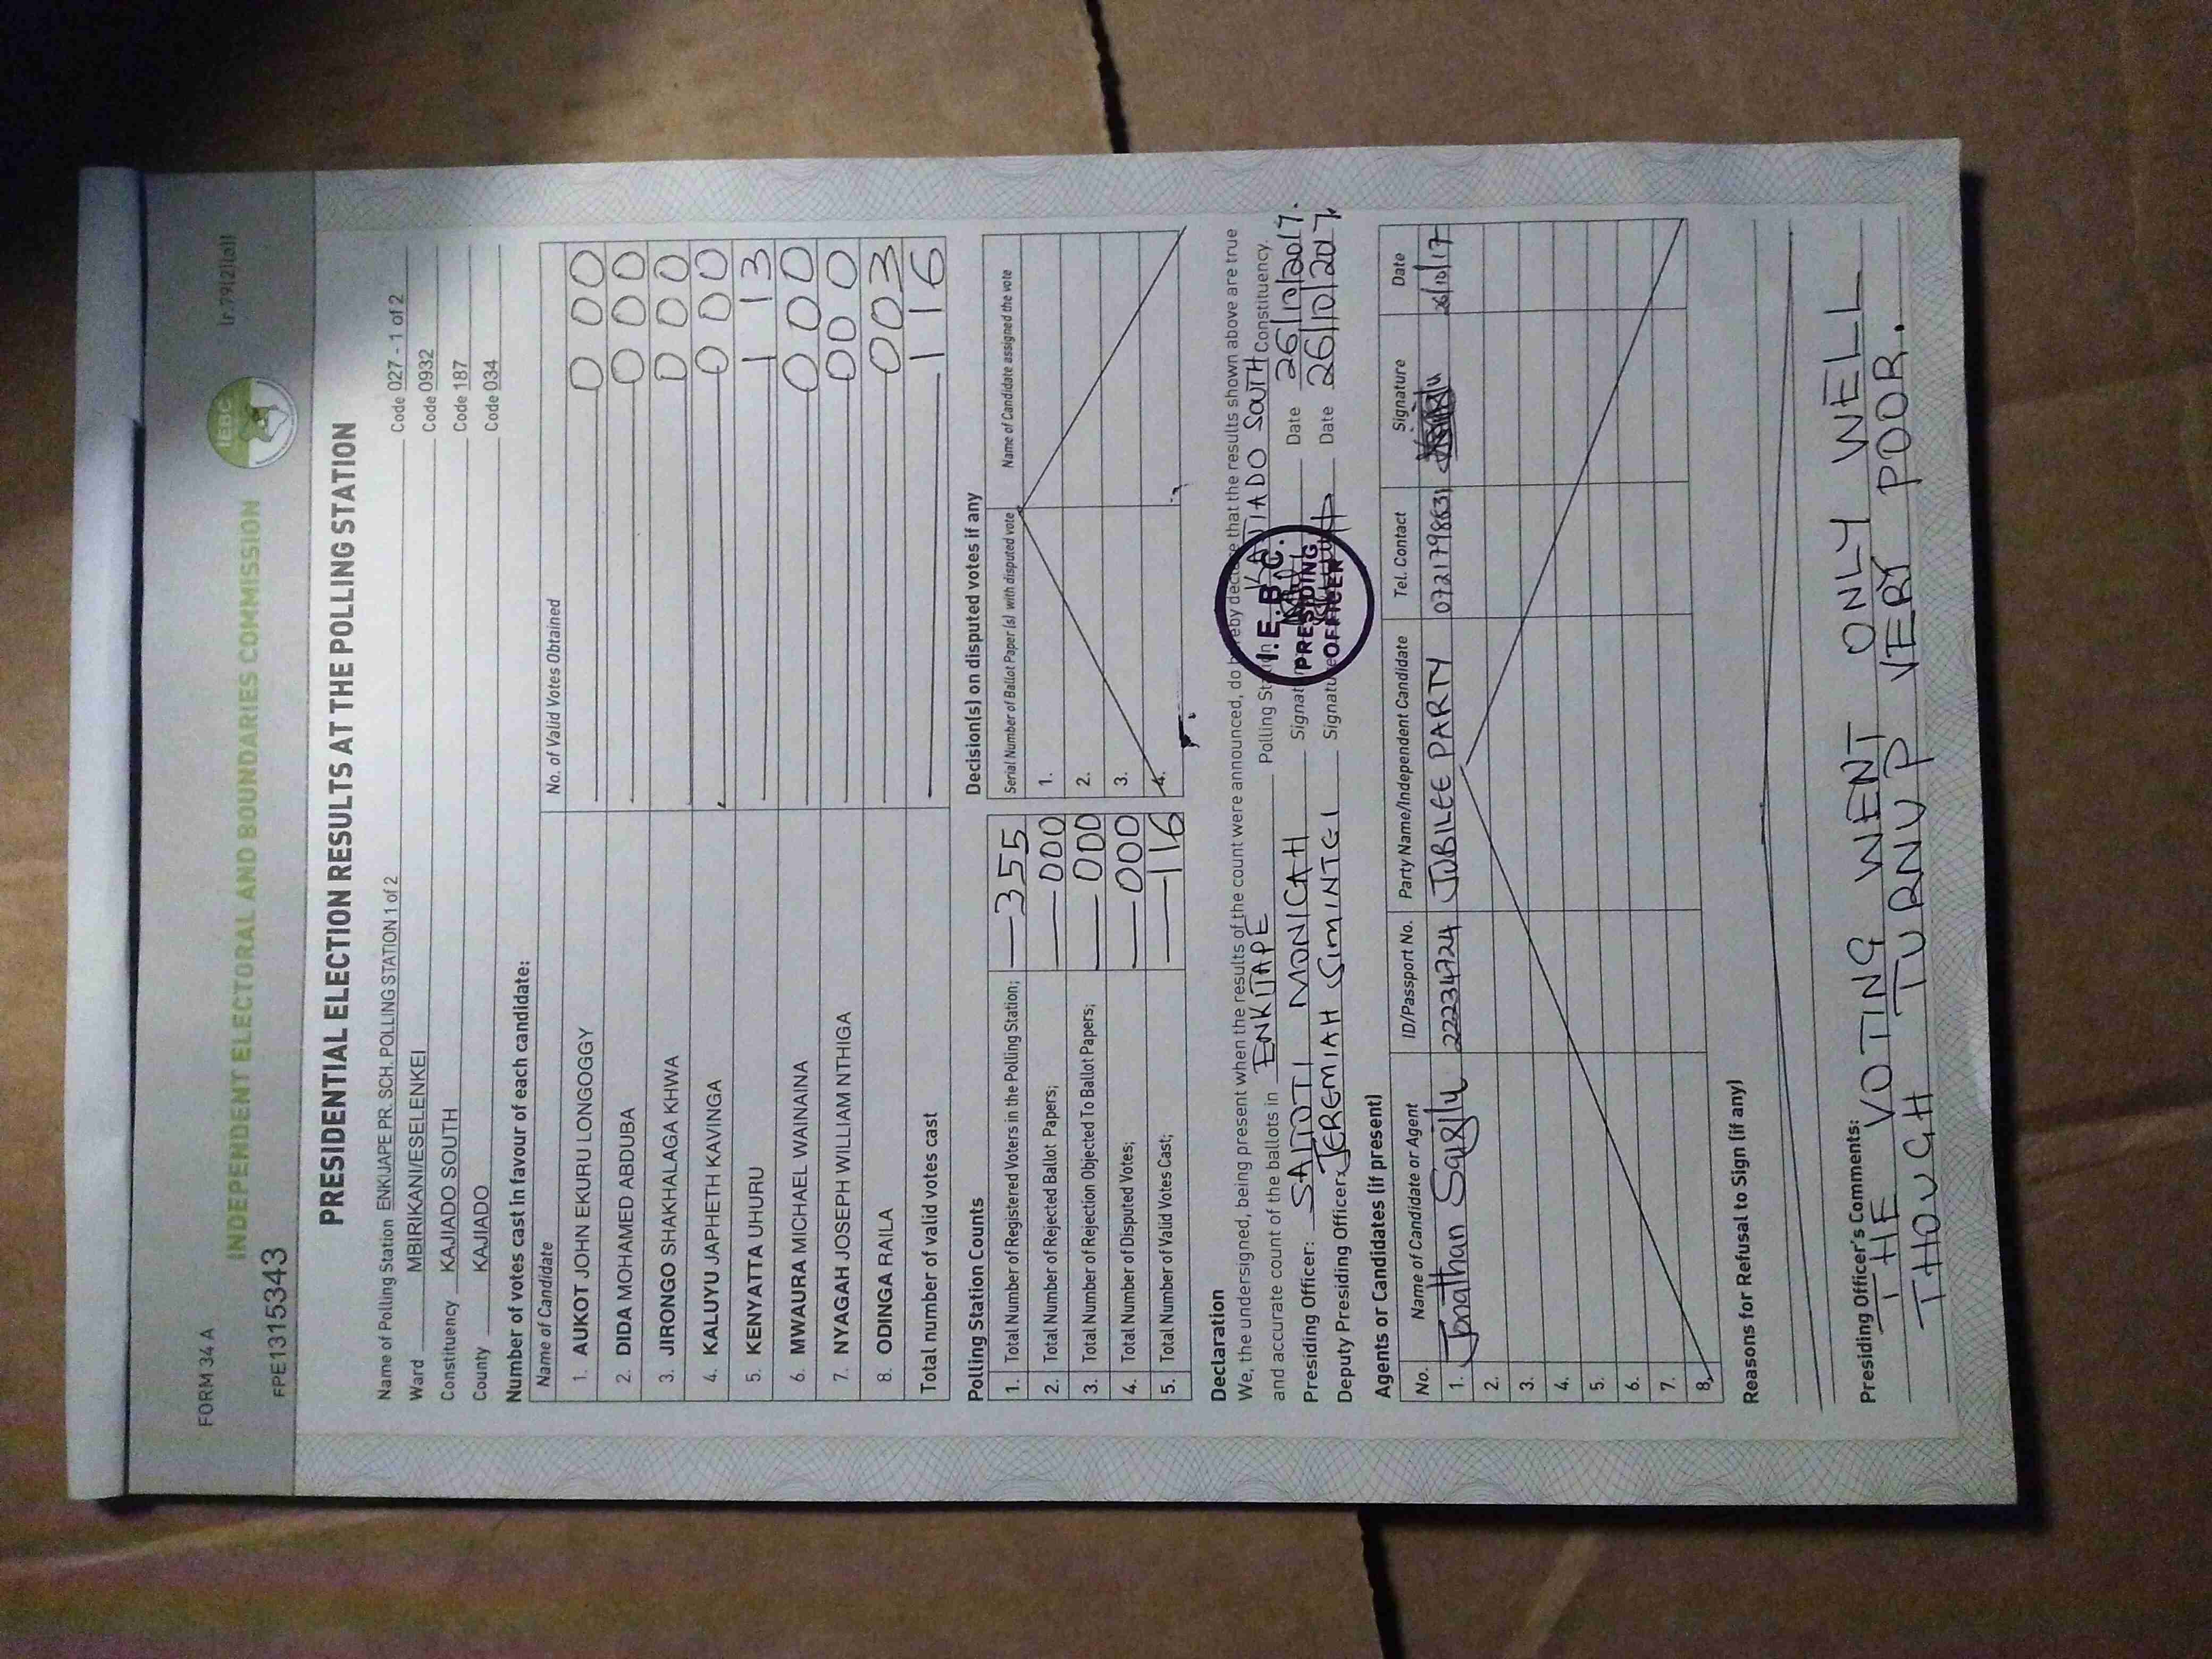 FORM 34 A
(r.79(2)(a))
INDEPENDENT ELECTORAL AND BOUNDARIES COMMISSION
IEBC
FPE1315343
PRESIDENTIAL ELECTION RESULTS AT THE POLLING STATION
Name of Polling Station ENKIJAPE PR. SCH. POLLING STATION 1 of 2 Code 027 - 1 of 2
Ward MBIRIKANI/ESELENKEI Code 0932
Constituency KAJIADO SOUTH Code 187
County KAJIADO Code 034
Number of votes cast in favour of each candidate:
Name of Candidate No. of Valid Votes Obtained
1. AUKOT JOHN EKURU LONGOGGY 000
2. DIDA MOHAMED ABDUBA 000
3. JIRONGO SHAKHALAGA KHWA 000
4. KALUYU JAPHETH KAVINGA 000
5. KENYATTA UHURU 113
6. MWAURA MICHAEL WAINAINA 000
7. NYAGAH JOSEPH WILLIAM NTHIGA 000
8. ODINGA RAILA 003
Total number of valid votes cast 116
Polling Station Counts
1. Total Number of Registered Voters in the Polling Station; 355
2. Total Number of Rejected Ballot Papers; 000
3. Total Number of Rejection Objected To Ballot Papers; 000
4. Total Number of Disputed Votes; 000
5. Total Number of Valid Votes Cast; 116
Decision(s) on disputed votes if any
Serial Number of Ballot Paper (s) with disputed vote Name of Candidate assigned the vote
1.
2.
3.
4.
Declaration
We, the undersigned, being present when the results of the count were announced, do hereby declare that the results shown above are true
and accurate count of the ballots in ENKIJAPE Polling Station KAJIADO SOUTH Constituency.
Presiding Officer: SAITOTI MONICAH Signature Date 26/10/2017.
Deputy Presiding Officer: JEREMIAH SIMINTEI Signature Date 26/10/2017.
I.E.B.C.
PRESIDING
OFFICER
Agents or Candidates (if present)
No. Name of Candidate or Agent ID/Passport No. Party Name/Independent Candidate Tel. Contact Signature Date
1. Jonathan 22234724 JUBILEE PARTY 0721798631 26/10/17
2.
3.
4.
5.
6.
7.
8.
Reasons for Refusal to Sign (if any)
Presiding Officer's Comments:
THE VOTING WENT ONLY WELL
THOUGH TURNUP VERY POOR.